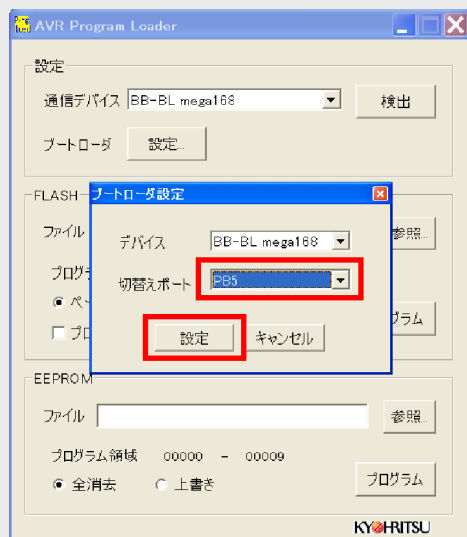 AVR Program Loader
設定
通信デバイス BB-BL mega168 検出
ブートローダ 設定...
FLASH
ブートローダ設定
ファイル
参照...
デバイス BB-BL mega168
切替えポート PB5
設定 キャンセル
EEPROM
ファイル 参照...
プログラム領域 00000 - 00009
全消去 上書き プログラム
KYOHRITSU